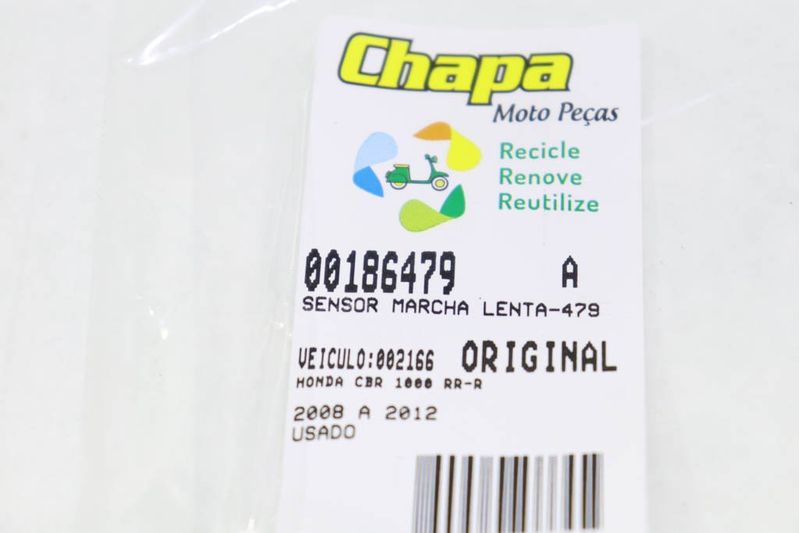 Chapa
Moto Peças
Recicle
Renove
Reutilize
00186479 A
SENSOR MARCHA LENTA-479
VEICULO:002166 ORIGINAL
HONDA CBR 1000 RR-R
2008 A 2012
USADO